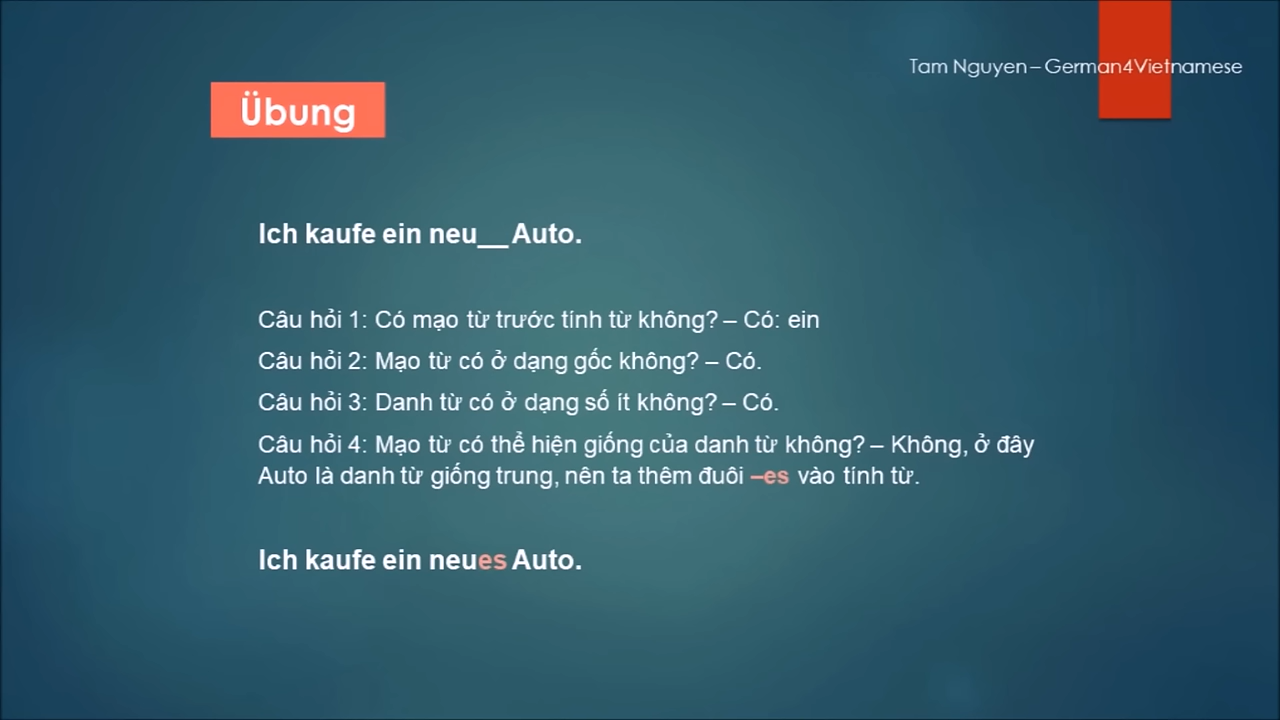 Tam Nguyen – German4Vietnamese
Übung
Ich kaufe ein neu__ Auto.
Câu hỏi 1: Có mạo từ trước tính từ không? – Có: ein
Câu hỏi 2: Mạo từ có ở dạng gốc không? – Có.
Câu hỏi 3: Danh từ có ở dạng số ít không? – Có.
Câu hỏi 4: Mạo từ có thể hiện giống của danh từ không? – Không, ở đây
Auto là danh từ giống trung, nên ta thêm đuôi –es vào tính từ.
Ich kaufe ein neues Auto.